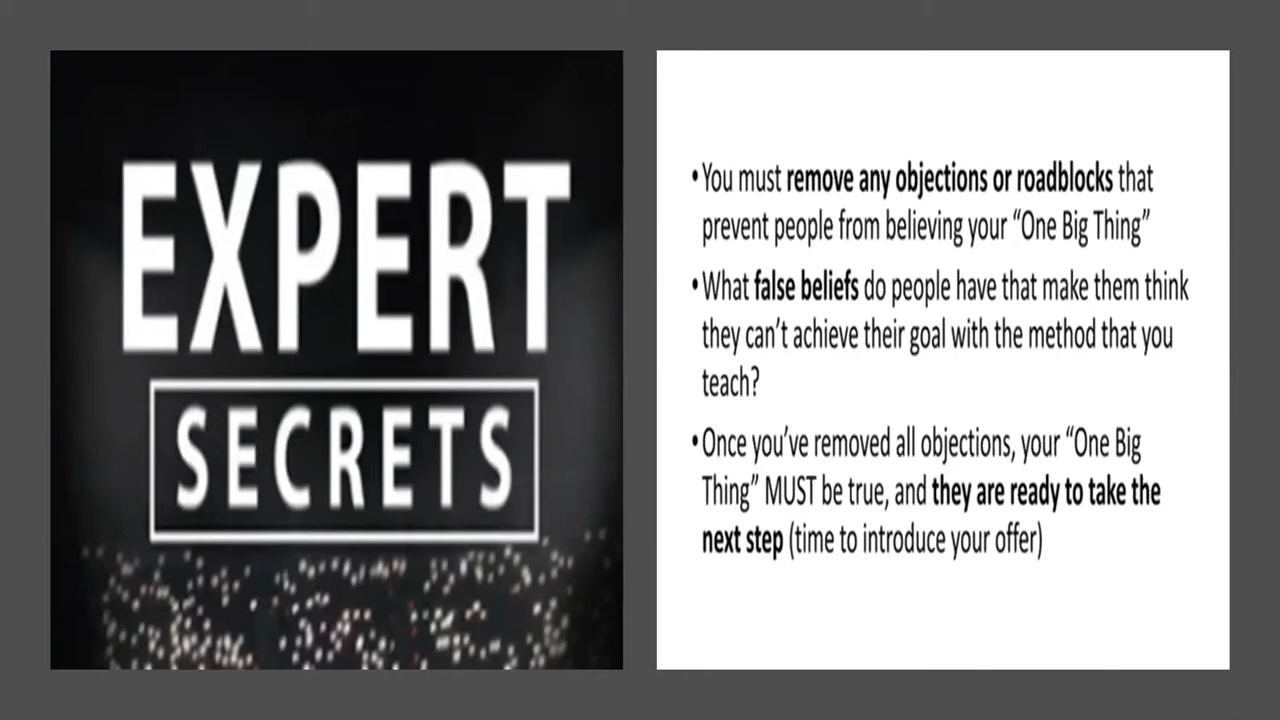 EXPERT
SECRETS
•You must remove any objections or roadblocks that
prevent people from believing your “One Big Thing”
•What false beliefs do people have that make them think
they can’t achieve their goal with the method that you
teach?
•Once you’ve removed all objections, your “One Big
Thing” MUST be true, and they are ready to take the
next step (time to introduce your offer)